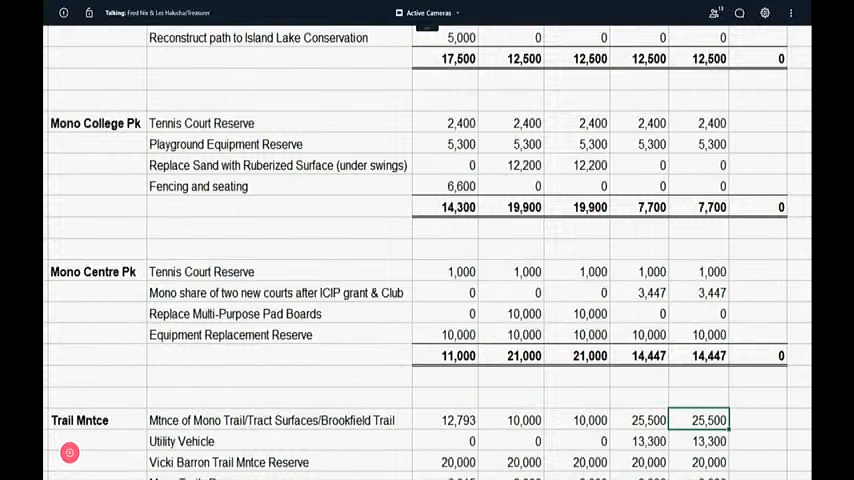 Talking: Fred Nix & Les Halucha/Treasurer
Active Cameras
11
Reconstruct path to Island Lake Conservation 5,000 0 0 0 0
17,500 12,500 12,500 12,500 12,500 0
Mono College Pk Tennis Court Reserve 2,400 2,400 2,400 2,400 2,400
Playground Equipment Reserve 5,300 5,300 5,300 5,300 5,300
Replace Sand with Ruberized Surface (under swings) 0 12,200 12,200 0 0
Fencing and seating 6,600 0 0 0 0
14,300 19,900 19,900 7,700 7,700 0
Mono Centre Pk Tennis Court Reserve 1,000 1,000 1,000 1,000 1,000
Mono share of two new courts after ICIP grant & Club 0 0 0 3,447 3,447
Replace Multi-Purpose Pad Boards 0 10,000 10,000 0 0
Equipment Replacement Reserve 10,000 10,000 10,000 10,000 10,000
11,000 21,000 21,000 14,447 14,447 0
Trail Mntce Mtnce of Mono Trail/Tract Surfaces/Brookfield Trail 12,793 10,000 10,000 25,500 25,500
Utility Vehicle 0 0 0 13,300 13,300
Vicki Barron Trail Mntce Reserve 20,000 20,000 20,000 20,000 20,000